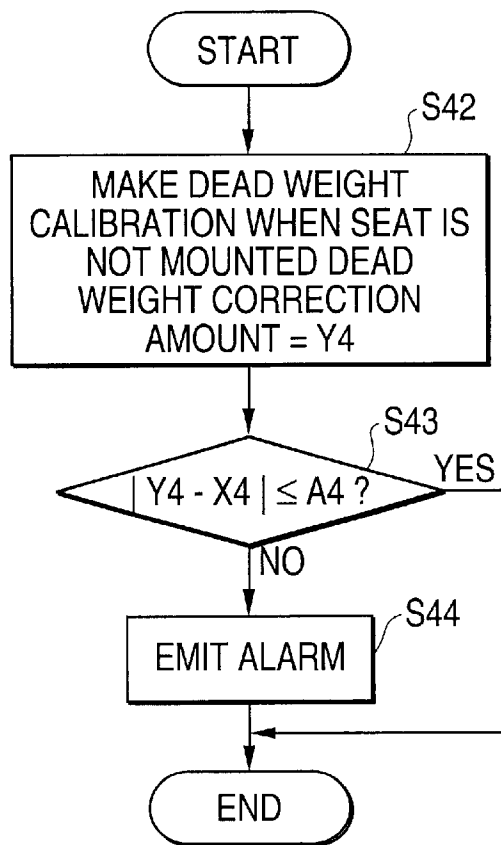 START
S42
MAKE DEAD WEIGHT
CALIBRATION WHEN SEAT IS
NOT MOUNTED DEAD
WEIGHT CORRECTION
AMOUNT = Y4
S43
| Y4 - X4 | ≤ A4 ?
YES
NO
S44
EMIT ALARM
END